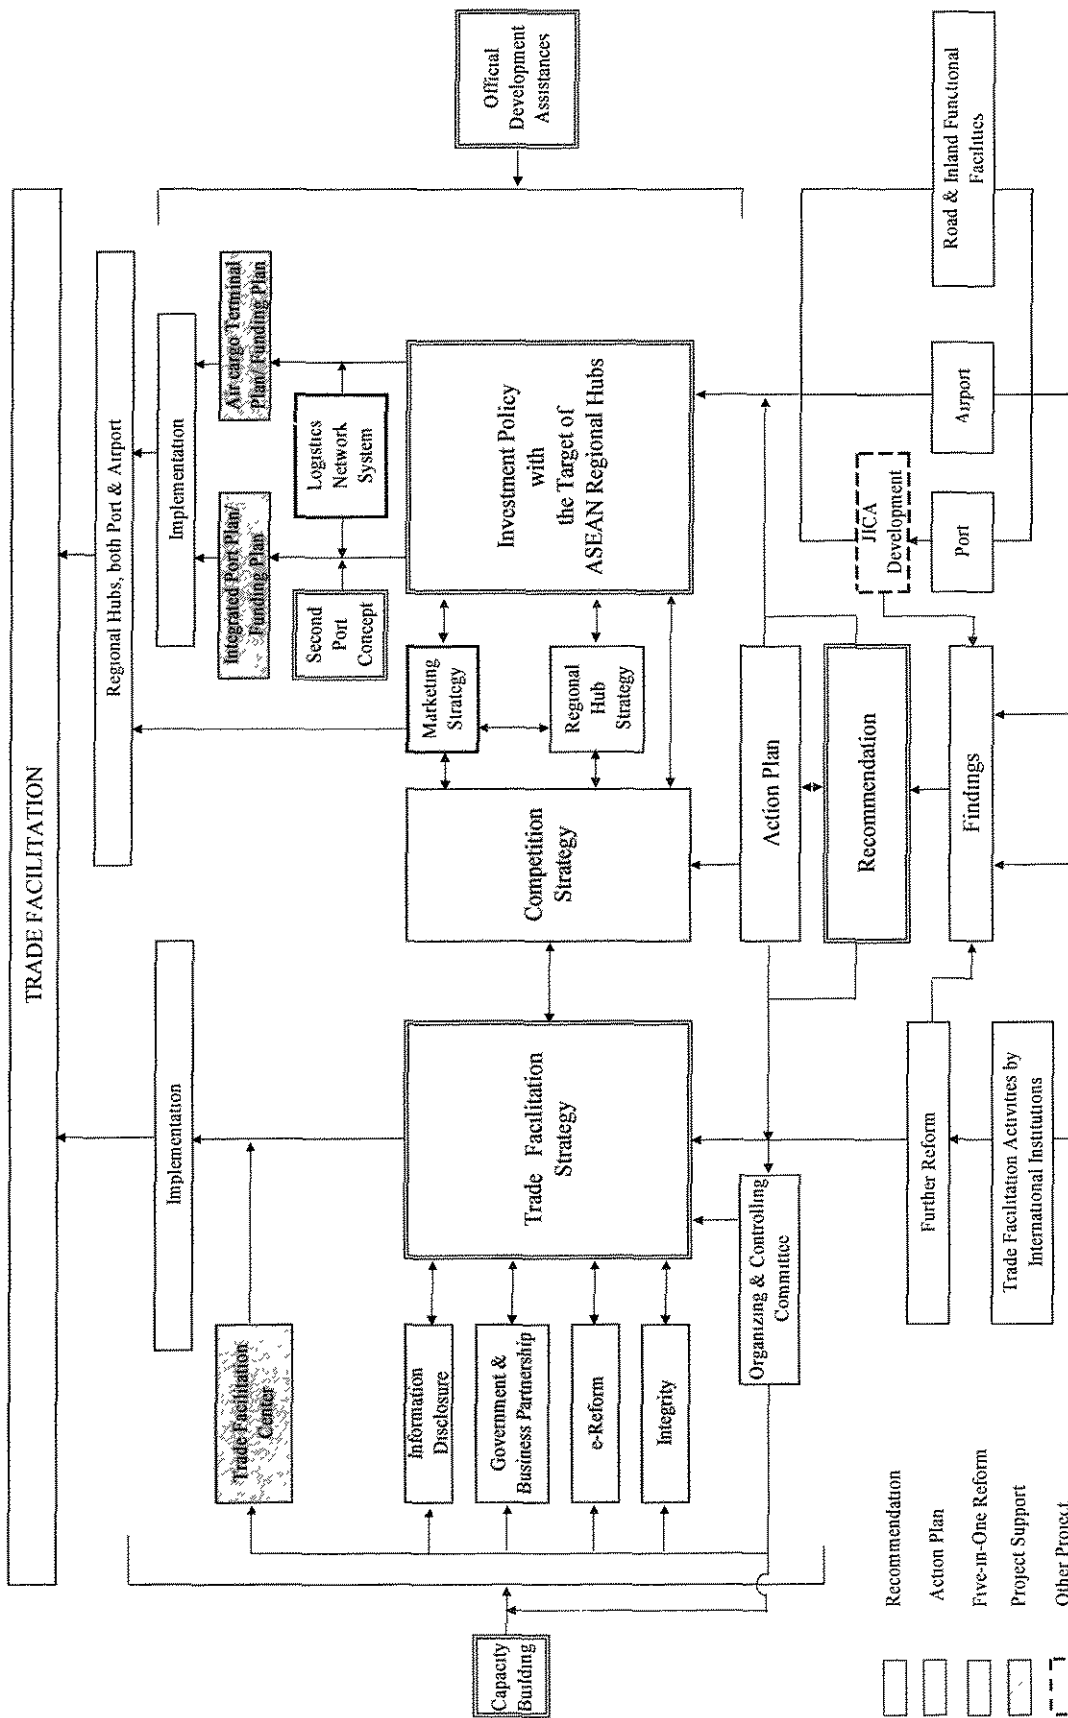 TRADE FACILITATION
Regional Hubs, both Port & Airport
Implementation
Implementation
Trade Facilitation
Center
Integrated Port Plan/
Funding Plan
Air cargo Terminal
Plan/ Funding Plan
Second
Port
Concept
Logistics
Network
System
Official
Development
Assistances
Capacity
Building
Information
Disclosure
Government &
Business Partnership
e-Reform
Integrity
Trade Facilitation
Strategy
Competition
Strategy
Marketing
Strategy
Regional
Hub
Strategy
Investment Policy
with
the Target of
ASEAN Regional Hubs
Organizing & Controlling
Committee
Action Plan
Recommendation
Findings
Further Reform
Trade Facilitation Activities by
International Institutions
JICA
Development
Port
Airport
Road & Inland Functional
Facilities
Recommendation
Action Plan
Five-in-One Reform
Project Support
Other Project